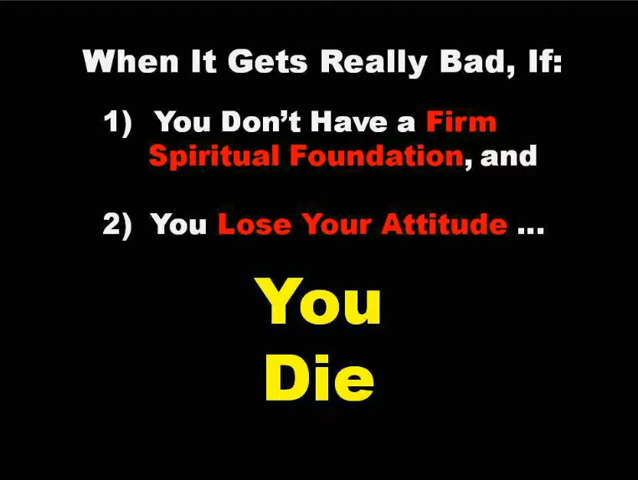 When It Gets Really Bad, If:
1) You Don’t Have a Firm
Spiritual Foundation, and
2) You Lose Your Attitude ...
You
Die